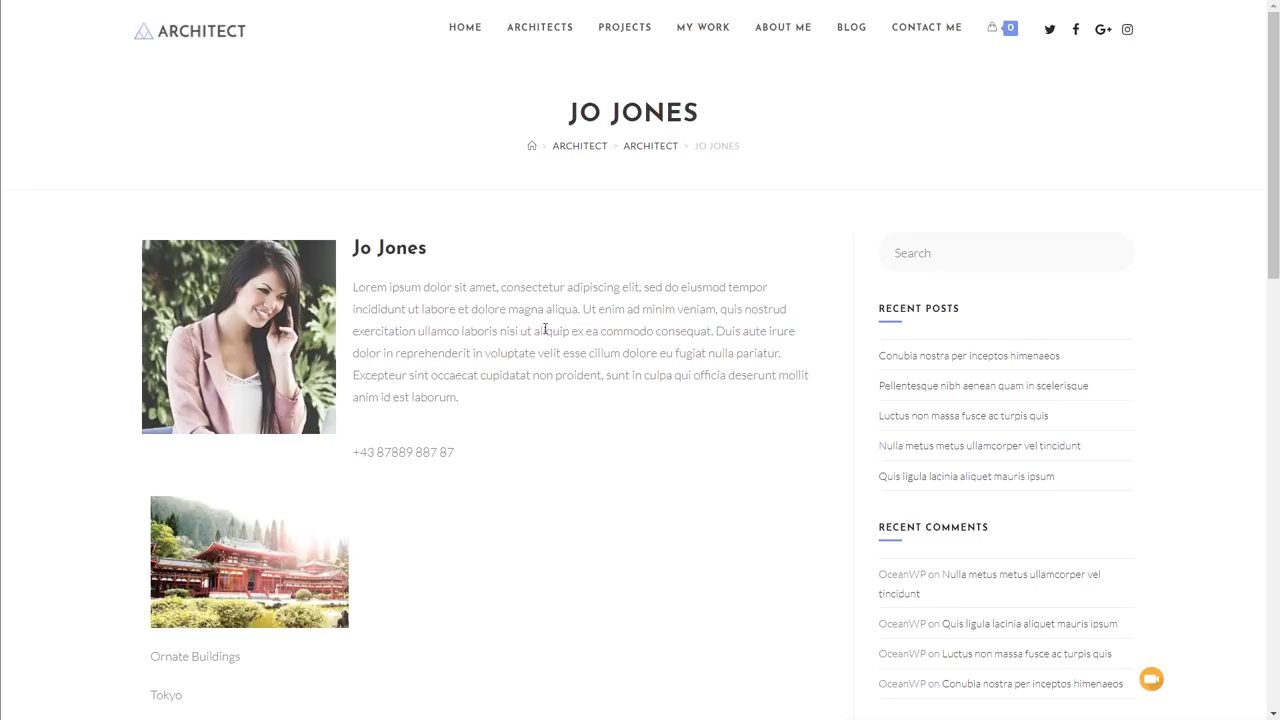 ARCHITECT
HOME ARCHITECTS PROJECTS MY WORK ABOUT ME BLOG CONTACT ME 0
JO JONES
> ARCHITECT > ARCHITECT > JO JONES
Jo Jones
Lorem ipsum dolor sit amet, consectetur adipiscing elit, sed do eiusmod tempor
incididunt ut labore et dolore magna aliqua. Ut enim ad minim veniam, quis nostrud
exercitation ullamco laboris nisi ut aliquip ex ea commodo consequat. Duis aute irure
dolor in reprehenderit in voluptate velit esse cillum dolore eu fugiat nulla pariatur.
Excepteur sint occaecat cupidatat non proident, sunt in culpa qui officia deserunt mollit
anim id est laborum.
+43 87889 887 87
Ornate Buildings
Tokyo
Search
RECENT POSTS
Conubia nostra per inceptos himenaeos
Pellentesque nibh aenean quam in scelerisque
Luctus non massa fusce ac turpis quis
Nulla metus metus ullamcorper vel tincidunt
Quis ligula lacinia aliquet mauris ipsum
RECENT COMMENTS
OceanWP on Nulla metus metus ullamcorper vel
tincidunt
OceanWP on Quis ligula lacinia aliquet mauris ipsum
OceanWP on Luctus non massa fusce ac turpis quis
OceanWP on Conubia nostra per inceptos himenaeos